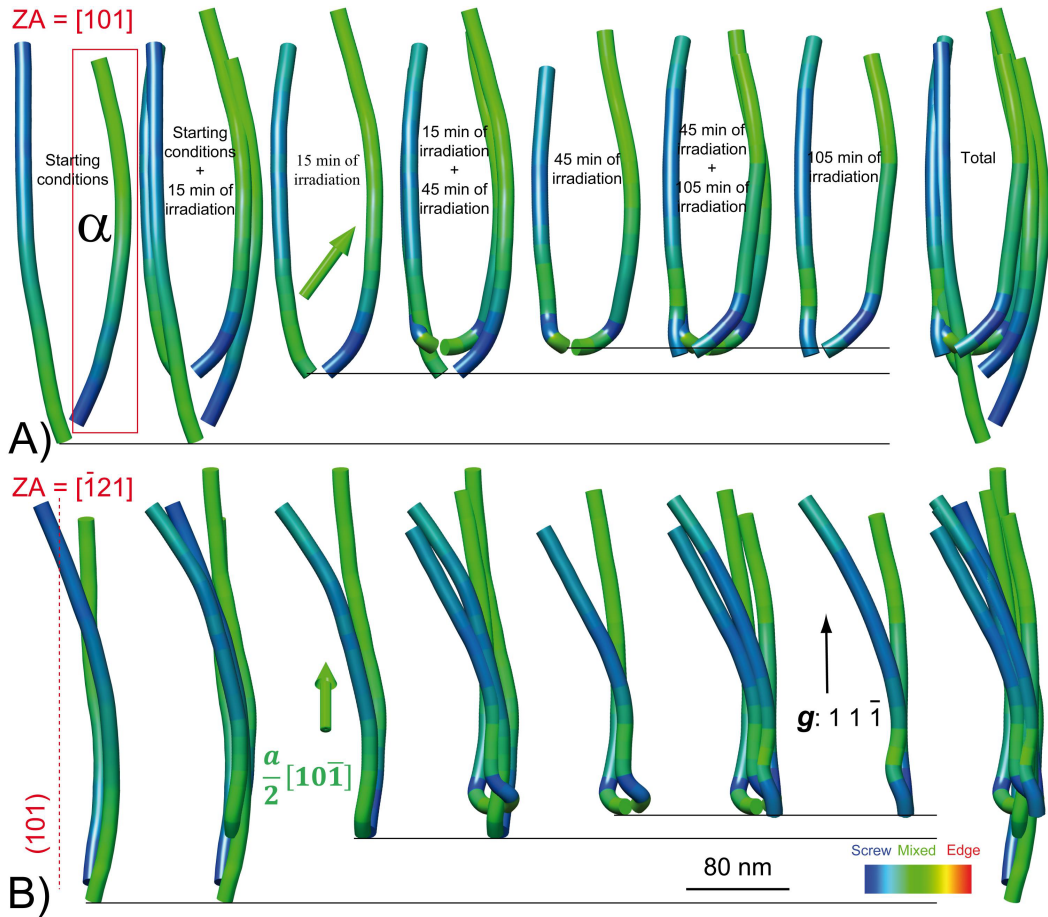 ZA = [101]
Starting
conditions
α
Starting
conditions
+
15 min of
irradiation
15 min of
irradiation
15 min of
irradiation
+
45 min of
irradiation
45 min of
irradiation
45 min of
irradiation
+
105 min of
irradiation
105 min of
irradiation
Total
A)
ZA = [1̄21]
(101)
a/2 [101̄]
g: 1 1 1̄
80 nm
Screw Mixed Edge
B)